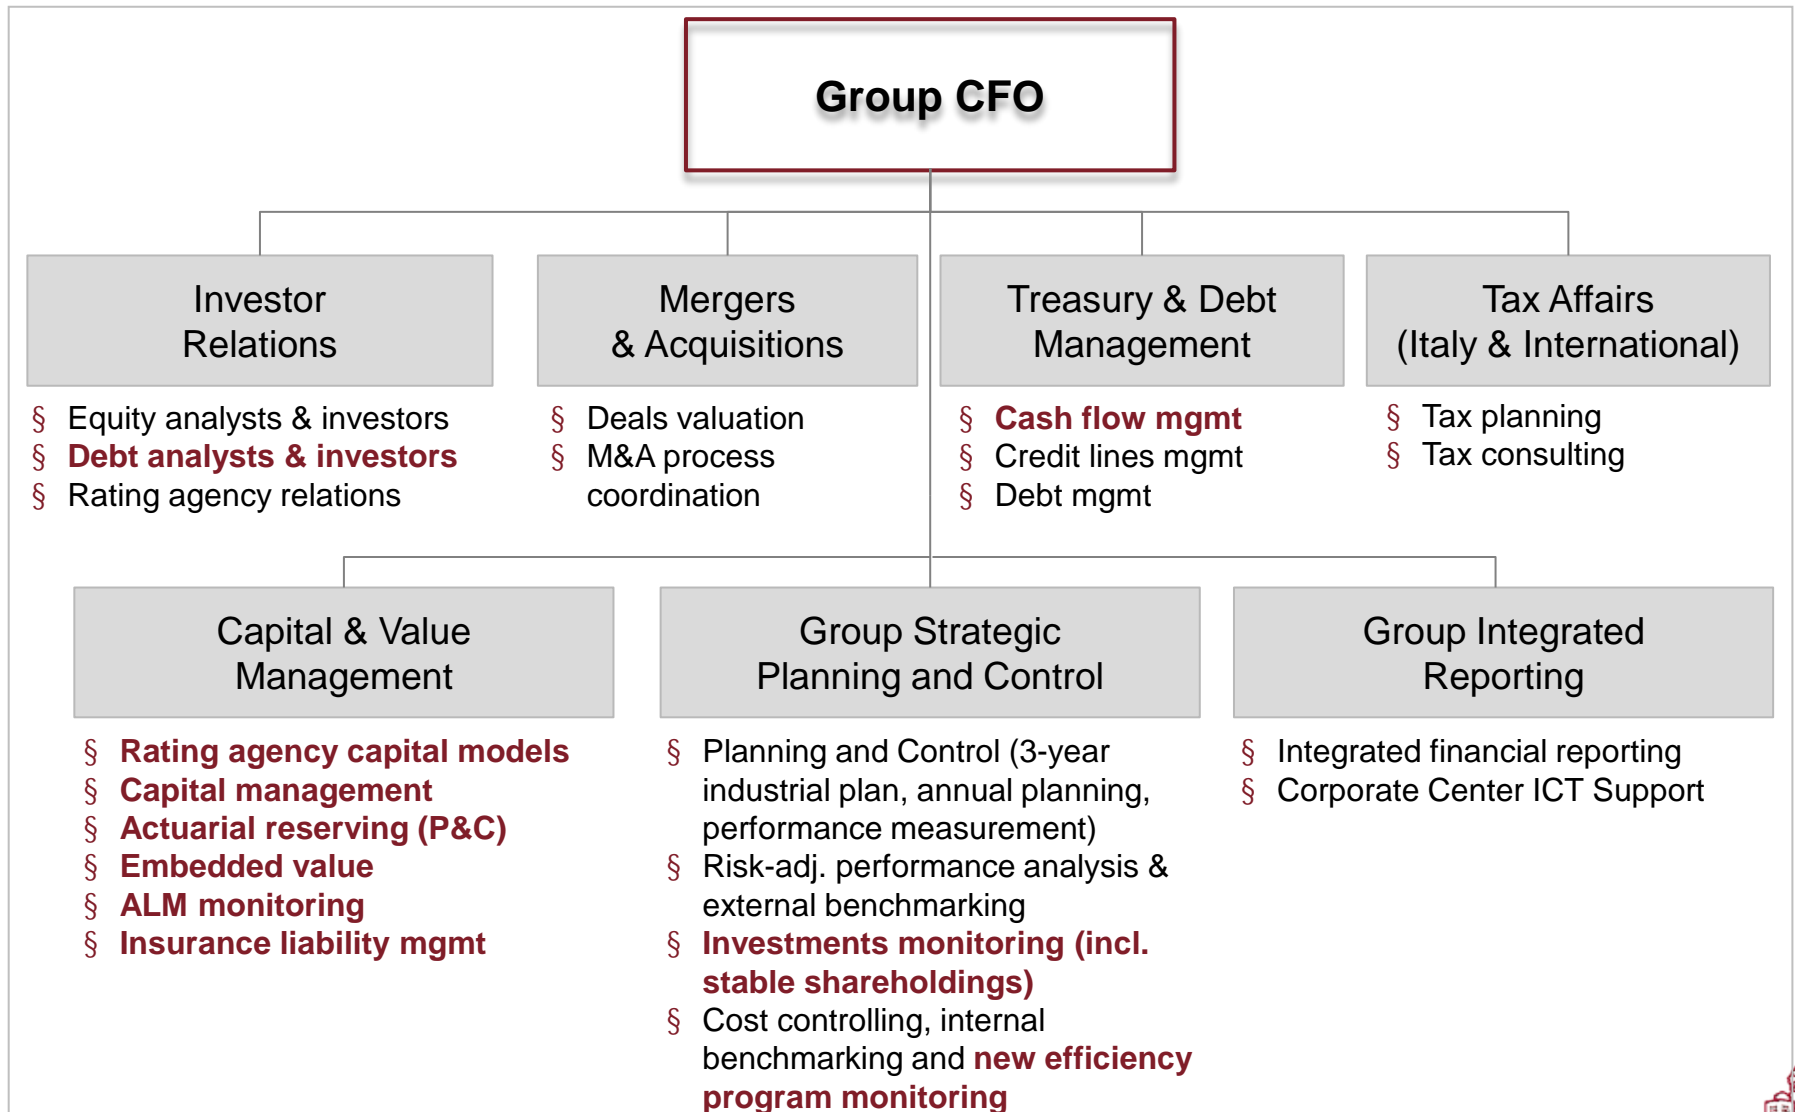 Group CFO
Investor
Relations
Mergers
& Acquisitions
Treasury & Debt
Management
Tax Affairs
(Italy & International)
§ Equity analysts & investors
§ Debt analysts & investors
§ Rating agency relations
§ Deals valuation
§ M&A process
coordination
§ Cash flow mgmt
§ Credit lines mgmt
§ Debt mgmt
§ Tax planning
§ Tax consulting
Capital & Value
Management
Group Strategic
Planning and Control
Group Integrated
Reporting
§ Rating agency capital models
§ Capital management
§ Actuarial reserving (P&C)
§ Embedded value
§ ALM monitoring
§ Insurance liability mgmt
§ Planning and Control (3-year
industrial plan, annual planning,
performance measurement)
§ Risk-adj. performance analysis &
external benchmarking
§ Investments monitoring (incl.
stable shareholdings)
§ Cost controlling, internal
benchmarking and new efficiency
program monitoring
§ Integrated financial reporting
§ Corporate Center ICT Support